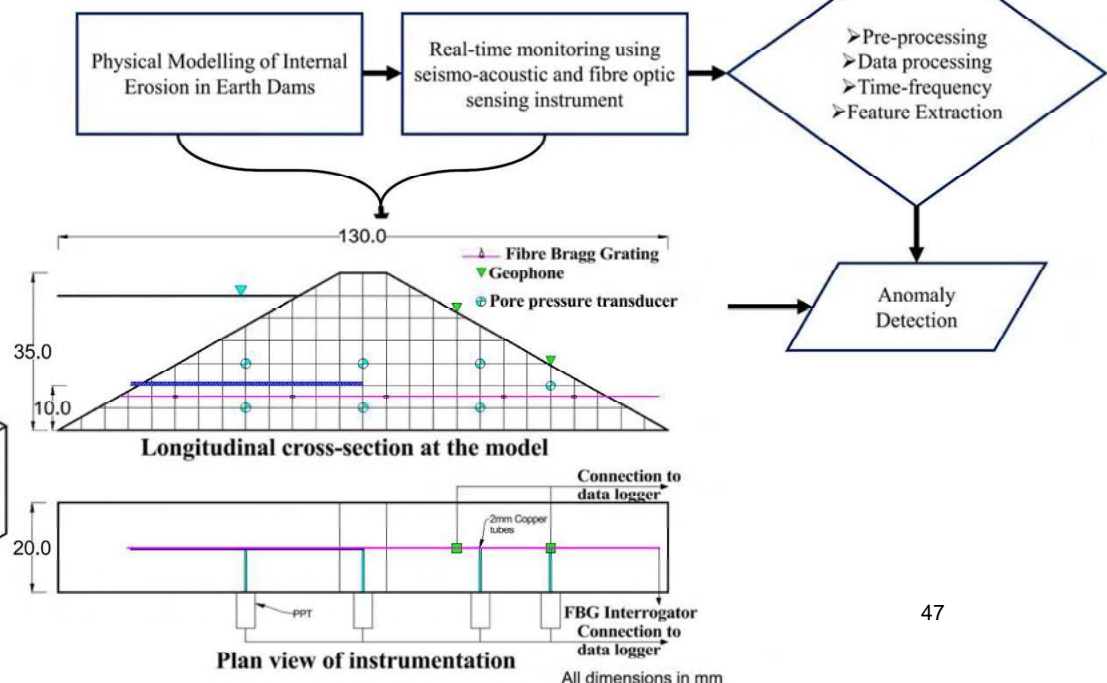 Physical Modelling of Internal
Erosion in Earth Dams
Real-time monitoring using
seismo-acoustic and fibre optic
sensing instrument
➢Pre-processing
➢Data processing
➢Time-frequency
➢Feature Extraction
Anomaly
Detection
130.0
Fibre Bragg Grating
Geophone
Pore pressure transducer
35.0
10.0
Longitudinal cross-section at the model
Connection to
data logger
2mm Copper
tubes
20.0
PPT
FBG Interrogator
Connection to
data logger
Plan view of instrumentation
All dimensions in mm
47